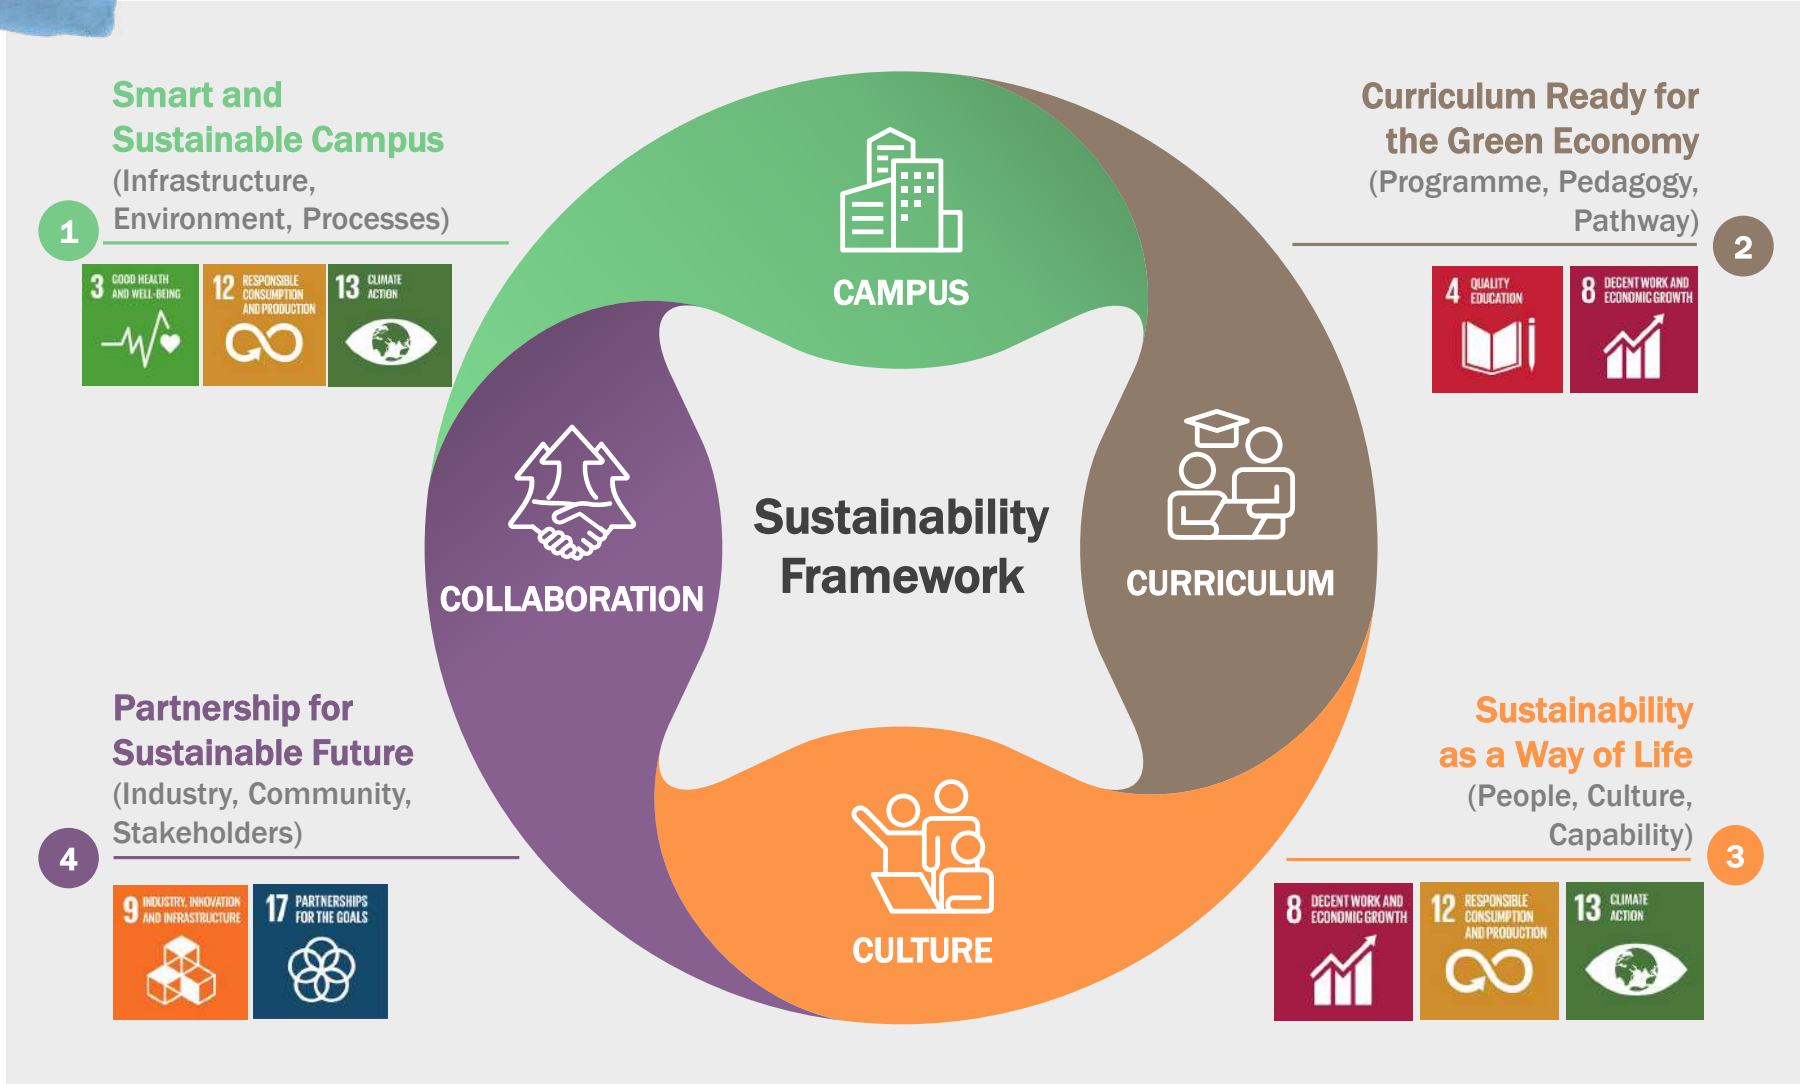 Smart and
Sustainable Campus
(Infrastructure,
Environment, Processes)
1
3 GOOD HEALTH
AND WELL-BEING
12 RESPONSIBLE
CONSUMPTION
AND PRODUCTION
13 CLIMATE
ACTION
Curriculum Ready for
the Green Economy
(Programme, Pedagogy,
Pathway)
2
4 QUALITY
EDUCATION
8 DECENT WORK AND
ECONOMIC GROWTH
CAMPUS
CURRICULUM
COLLABORATION
CULTURE
Sustainability
Framework
Partnership for
Sustainable Future
(Industry, Community,
Stakeholders)
4
9 INDUSTRY, INNOVATION
AND INFRASTRUCTURE
17 PARTNERSHIPS
FOR THE GOALS
Sustainability
as a Way of Life
(People, Culture,
Capability)
3
8 DECENT WORK AND
ECONOMIC GROWTH
12 RESPONSIBLE
CONSUMPTION
AND PRODUCTION
13 CLIMATE
ACTION